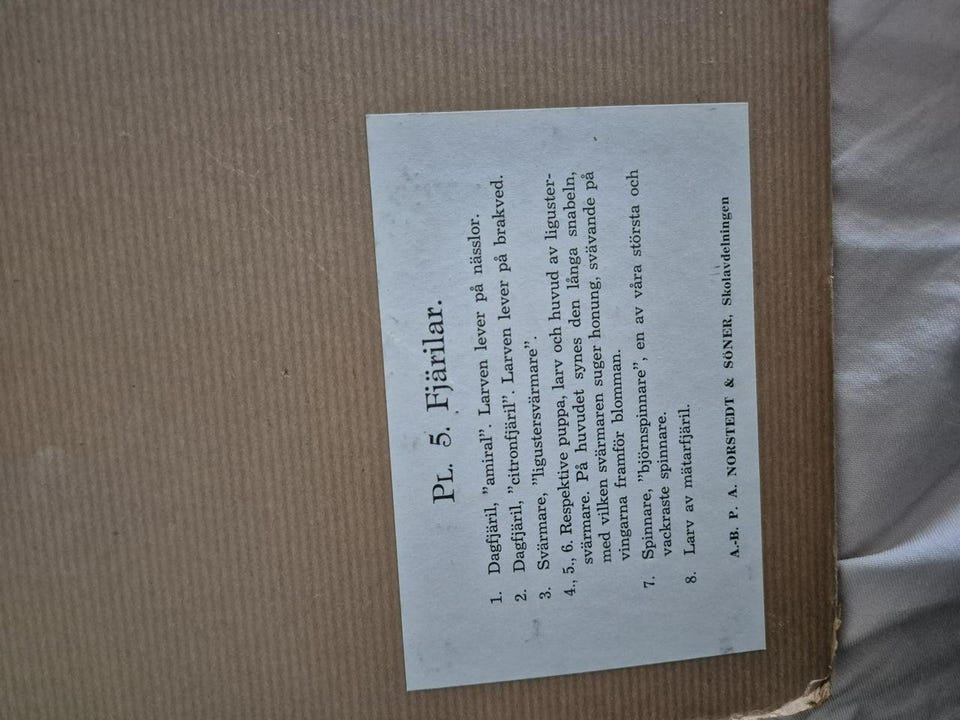 PL. 5. Fjärilar.
1. Dagfjäril, ”amiral”. Larven lever på nässlor.
2. Dagfjäril, ”citronfjäril”. Larven lever på brakved.
3. Svärmare, ”ligustersvärmare”.
4., 5., 6. Respektive puppa, larv och huvud av liguster-
svärmare. På huvudet synes den långa snabeln,
med vilken svärmaren suger honung, svävande på
vingarna framför blomman.
7. Spinnare, ”björnspinnare”, en av våra största och
vackraste spinnare.
8. Larv av mätarfjäril.
A.-B. P. A. NORSTEDT & SÖNER, Skolavdelningen